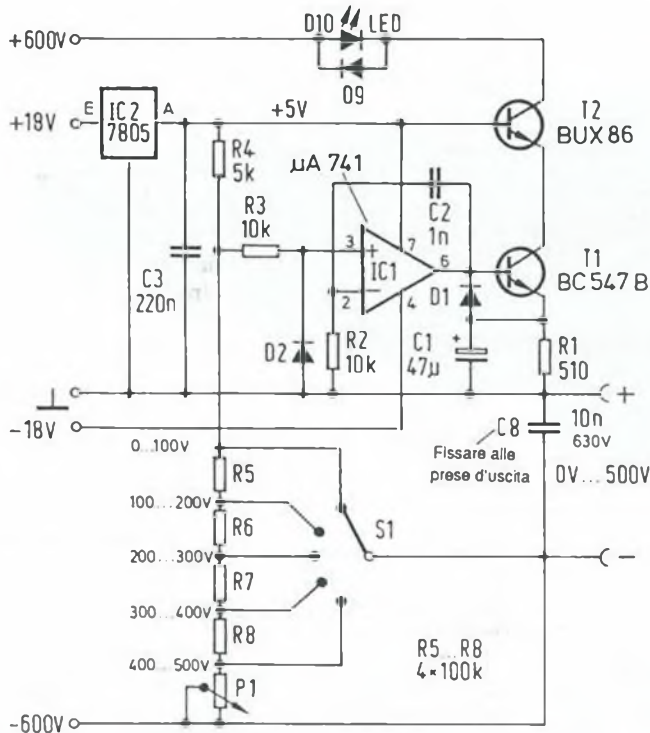 D10 LED
+600V
D9
E IC2 A
7805
+18V
+5V
T2
BUX 86
R4
5k
µA 741
C2
1n
R3
10k
3 + 7 6
IC1
2 − 4
T1
BC 547 B
C3
220n
D1
D2
R2
10k
C1
47µ
+
R1
510
+
−18V
C8
10n
630V
Fissare alle
prese d'uscita
0V...500V
0...100V
R5
100...200V
R6
S1
200...300V
−
R7
300...400V
R8
400...500V
R5...R8
4×100k
P1
−600V